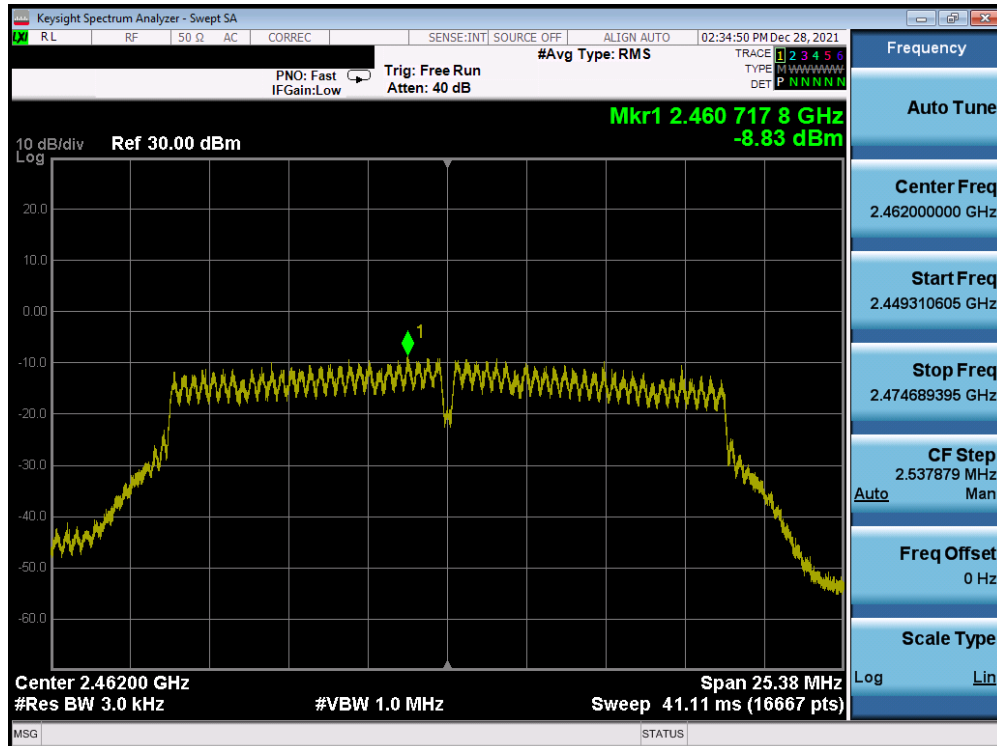 Keysight Spectrum Analyzer - Swept SA
LXI RL RF 50 Ω AC CORREC SENSE:INT SOURCE OFF ALIGN AUTO 02:34:50 PM Dec 28, 2021
#Avg Type: RMS
TRACE 1 2 3 4 5 6
TYPE M W W W W W
DET P N N N N N
PNO: Fast
IFGain:Low
Trig: Free Run
Atten: 40 dB
Mkr1 2.460 717 8 GHz
-8.83 dBm
10 dB/div
Log
Ref 30.00 dBm
20.0
10.0
0.00
-10.0
-20.0
-30.0
-40.0
-50.0
-60.0
1
Center 2.46200 GHz
Span 25.38 MHz
#Res BW 3.0 kHz
#VBW 1.0 MHz
Sweep 41.11 ms (16667 pts)
MSG
STATUS
Frequency
Auto Tune
Center Freq
2.462000000 GHz
Start Freq
2.449310605 GHz
Stop Freq
2.474689395 GHz
CF Step
2.537879 MHz
Auto Man
Freq Offset
0 Hz
Scale Type
Log Lin